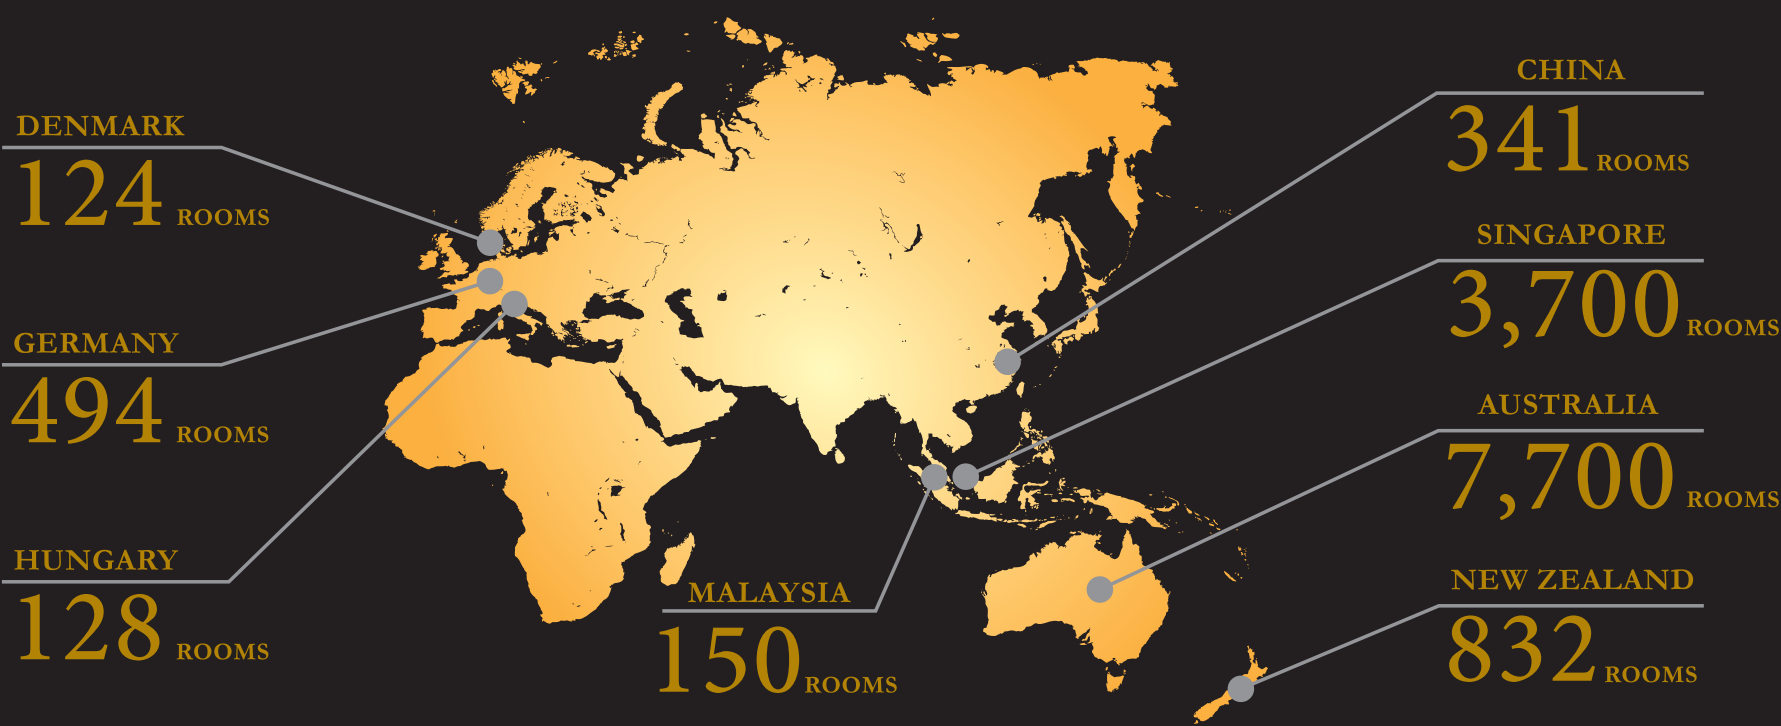 DENMARK
124 ROOMS
GERMANY
494 ROOMS
HUNGARY
128 ROOMS
MALAYSIA
150 ROOMS
CHINA
341 ROOMS
SINGAPORE
3,700 ROOMS
AUSTRALIA
7,700 ROOMS
NEW ZEALAND
832 ROOMS